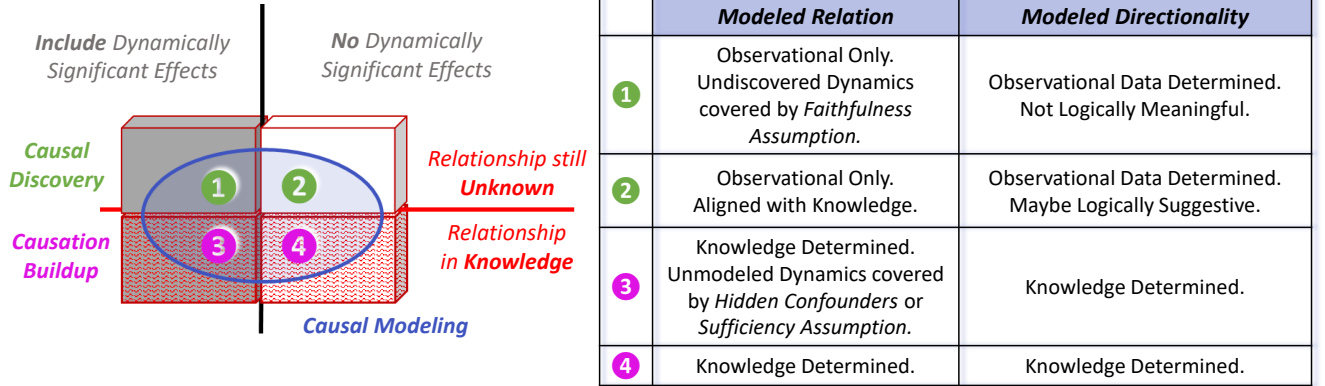 Include Dynamically
Significant Effects
No Dynamically
Significant Effects
Causal
Discovery
1
2
Relationship still
Unknown
Causation
Buildup
3
4
Relationship
in Knowledge
Causal Modeling
Modeled Relation
Modeled Directionality
1
Observational Only.
Undiscovered Dynamics
covered by Faithfulness
Assumption.
Observational Data Determined.
Not Logically Meaningful.
2
Observational Only.
Aligned with Knowledge.
Observational Data Determined.
Maybe Logically Suggestive.
3
Knowledge Determined.
Unmodeled Dynamics covered
by Hidden Confounders or
Sufficiency Assumption.
Knowledge Determined.
4
Knowledge Determined.
Knowledge Determined.